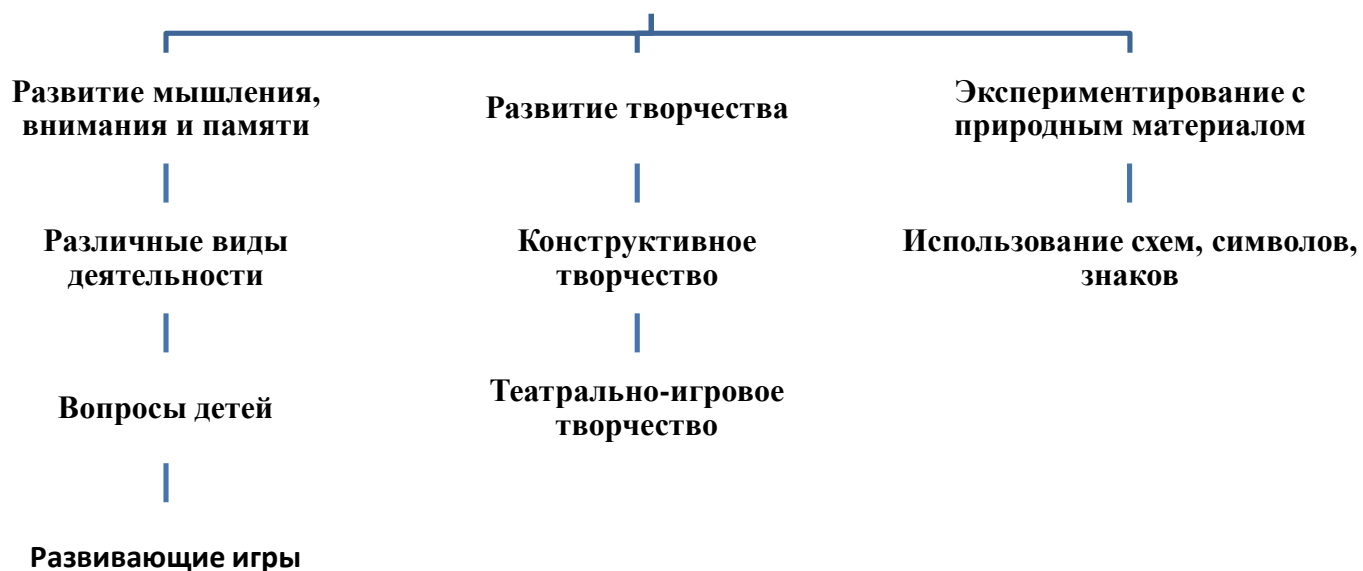 Развитие мышления,
внимания и памяти
Развитие творчества
Экспериментирование с
природным материалом
Различные виды
деятельности
Конструктивное
творчество
Использование схем, символов,
знаков
Вопросы детей
Театрально-игровое
творчество
Развивающие игры